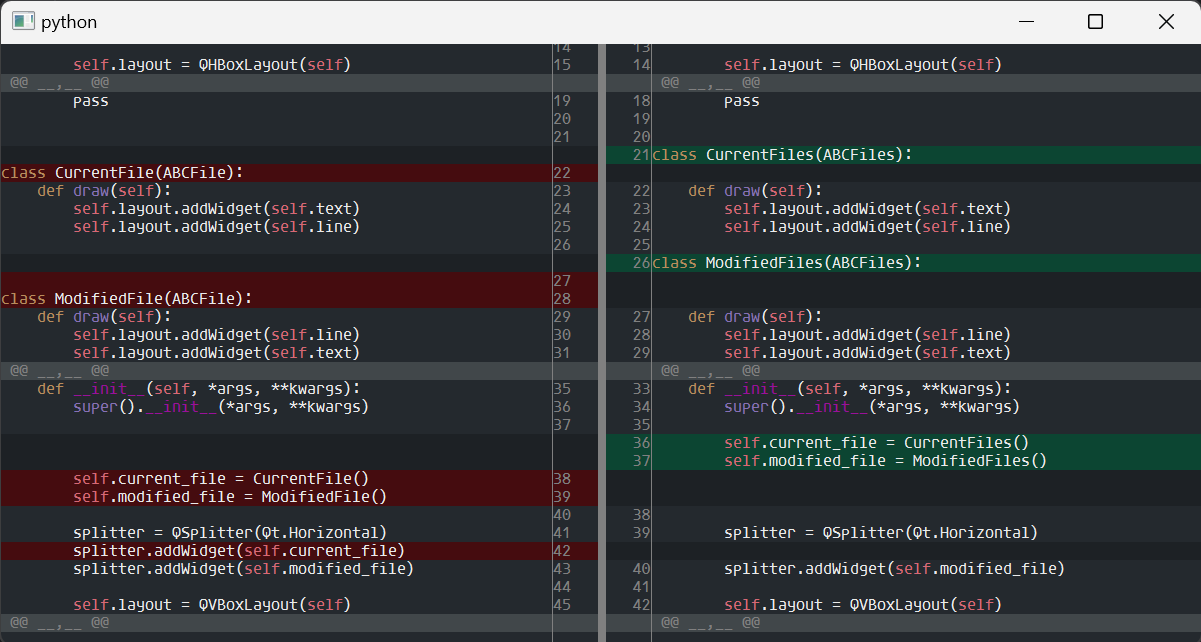 python
14
self.layout = QHBoxLayout(self) 15
@@ __,__ @@
pass 19
20
21
class CurrentFile(ABCFile): 22
def draw(self): 23
self.layout.addWidget(self.text) 24
self.layout.addWidget(self.line) 25
26
27
class ModifiedFile(ABCFile): 28
def draw(self): 29
self.layout.addWidget(self.line) 30
self.layout.addWidget(self.text) 31
@@ __,__ @@
def __init__(self, *args, **kwargs): 35
super().__init__(*args, **kwargs) 36
37
self.current_file = CurrentFile() 38
self.modified_file = ModifiedFile() 39
40
splitter = QSplitter(Qt.Horizontal) 41
splitter.addWidget(self.current_file) 42
splitter.addWidget(self.modified_file) 43
44
self.layout = QVBoxLayout(self) 45
@@ __,__ @@
13
14 self.layout = QHBoxLayout(self)
@@ __,__ @@
18 pass
19
20
21 class CurrentFiles(ABCFiles):
22 def draw(self):
23 self.layout.addWidget(self.text)
24 self.layout.addWidget(self.line)
25
26 class ModifiedFiles(ABCFiles):
27 def draw(self):
28 self.layout.addWidget(self.line)
29 self.layout.addWidget(self.text)
@@ __,__ @@
33 def __init__(self, *args, **kwargs):
34 super().__init__(*args, **kwargs)
35
36 self.current_file = CurrentFiles()
37 self.modified_file = ModifiedFiles()
38
39 splitter = QSplitter(Qt.Horizontal)
40 splitter.addWidget(self.modified_file)
41
42 self.layout = QVBoxLayout(self)
@@ __,__ @@